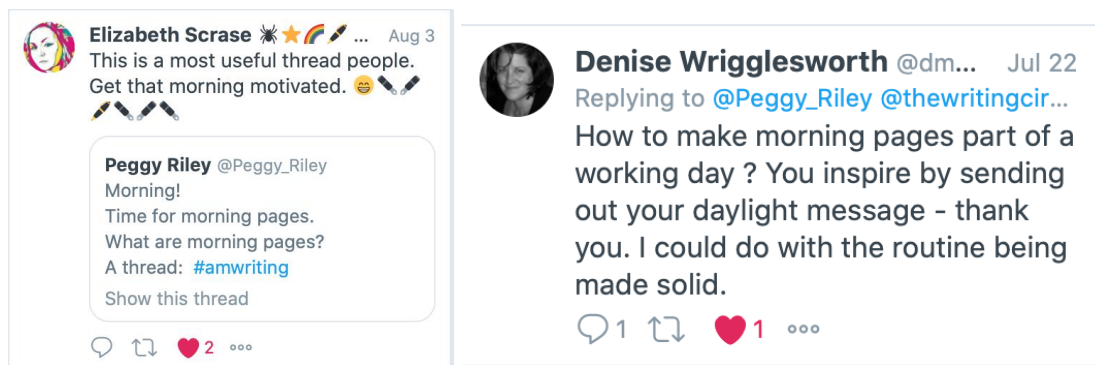 Elizabeth Scrase 🕷⭐🌈🖋 ... Aug 3
This is a most useful thread people.
Get that morning motivated. 😁✒🖋
🖋✒🖋✒
Peggy Riley @Peggy_Riley
Morning!
Time for morning pages.
What are morning pages?
A thread: #amwriting
Show this thread
2
Denise Wrigglesworth @dm... Jul 22
Replying to @Peggy_Riley @thewritingcir...
How to make morning pages part of a
working day ? You inspire by sending
out your daylight message - thank
you. I could do with the routine being
made solid.
1 1